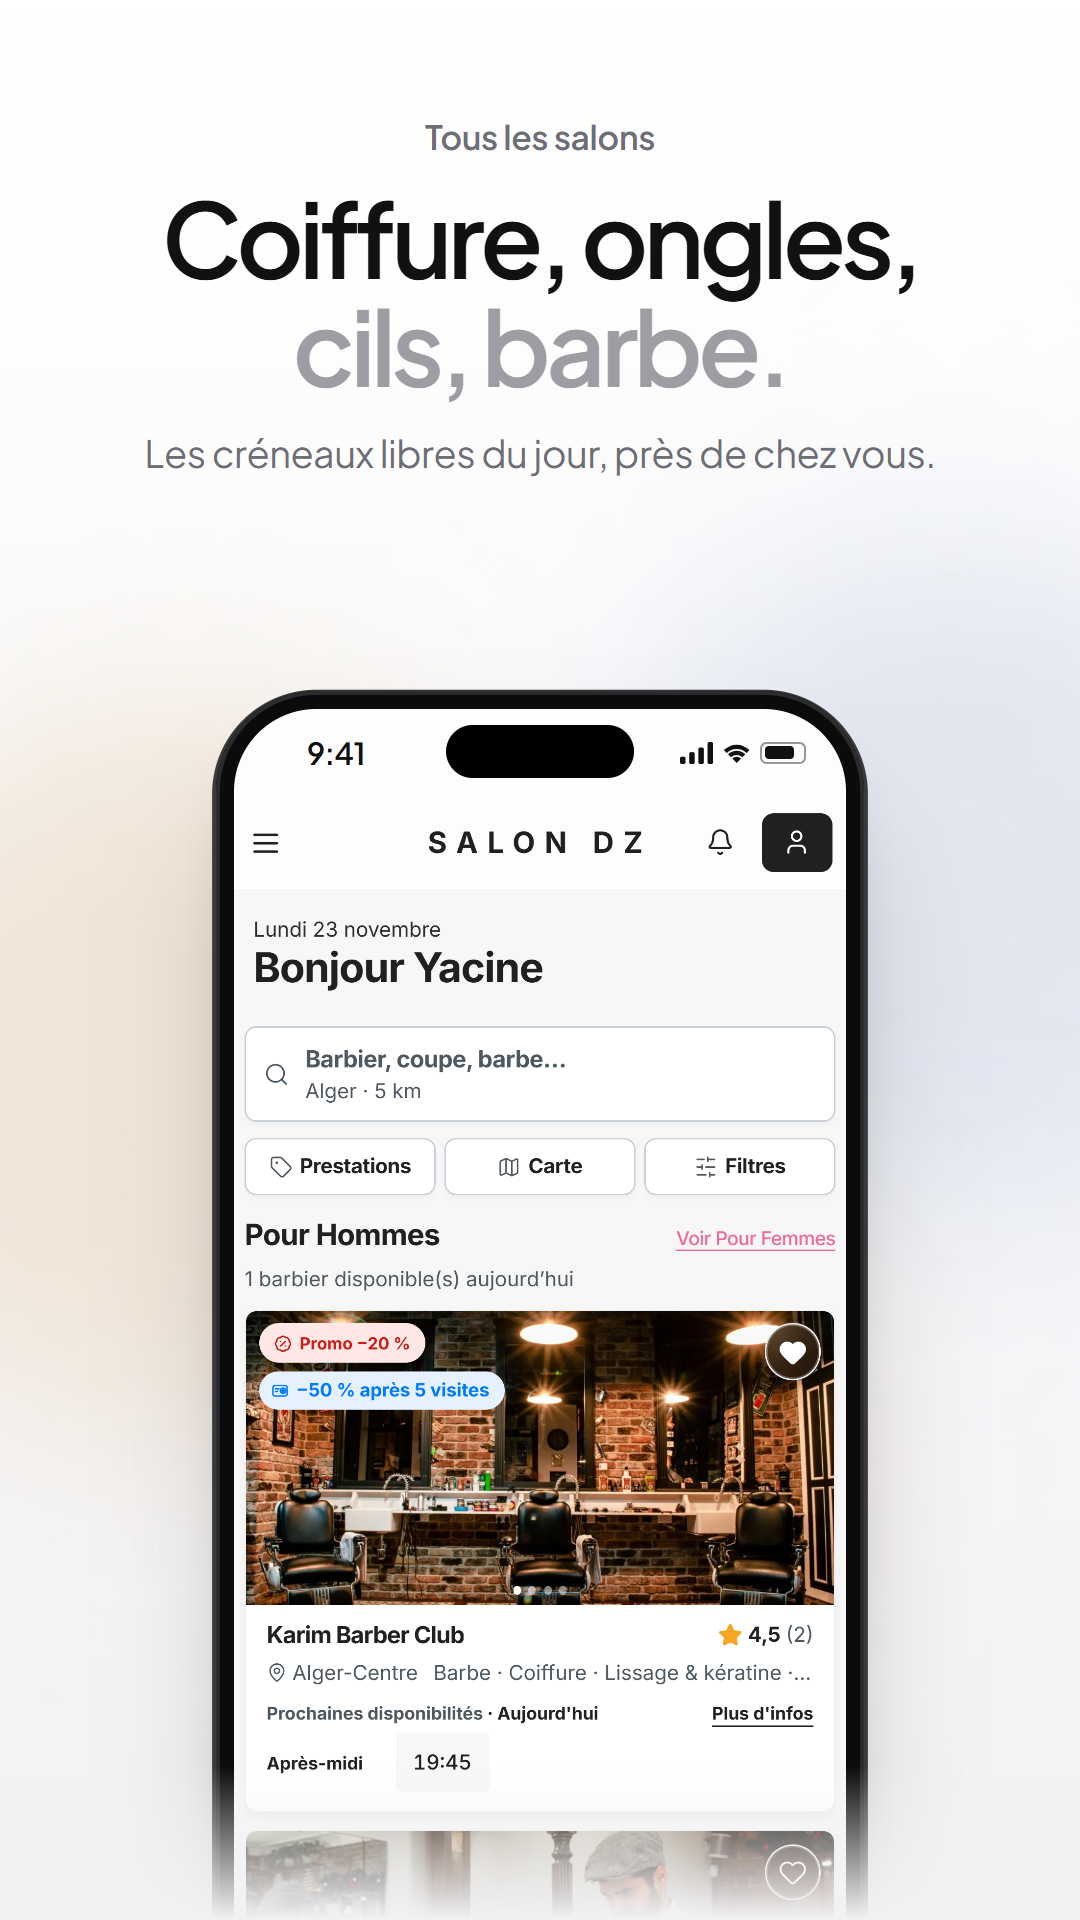 Tous les salons
Coiffure, ongles,
cils, barbe.
Les créneaux libres du jour, près de chez vous.
9:41
SALON DZ
Lundi 23 novembre
Bonjour Yacine
Barbier, coupe, barbe...
Alger · 5 km
Prestations
Carte
Filtres
Pour Hommes
Voir Pour Femmes
1 barbier disponible(s) aujourd’hui
Promo −20 %
−50 % après 5 visites
Karim Barber Club
4,5 (2)
Alger-Centre Barbe · Coiffure · Lissage & kératine ·...
Prochaines disponibilités · Aujourd'hui
Plus d'infos
Après-midi
19:45